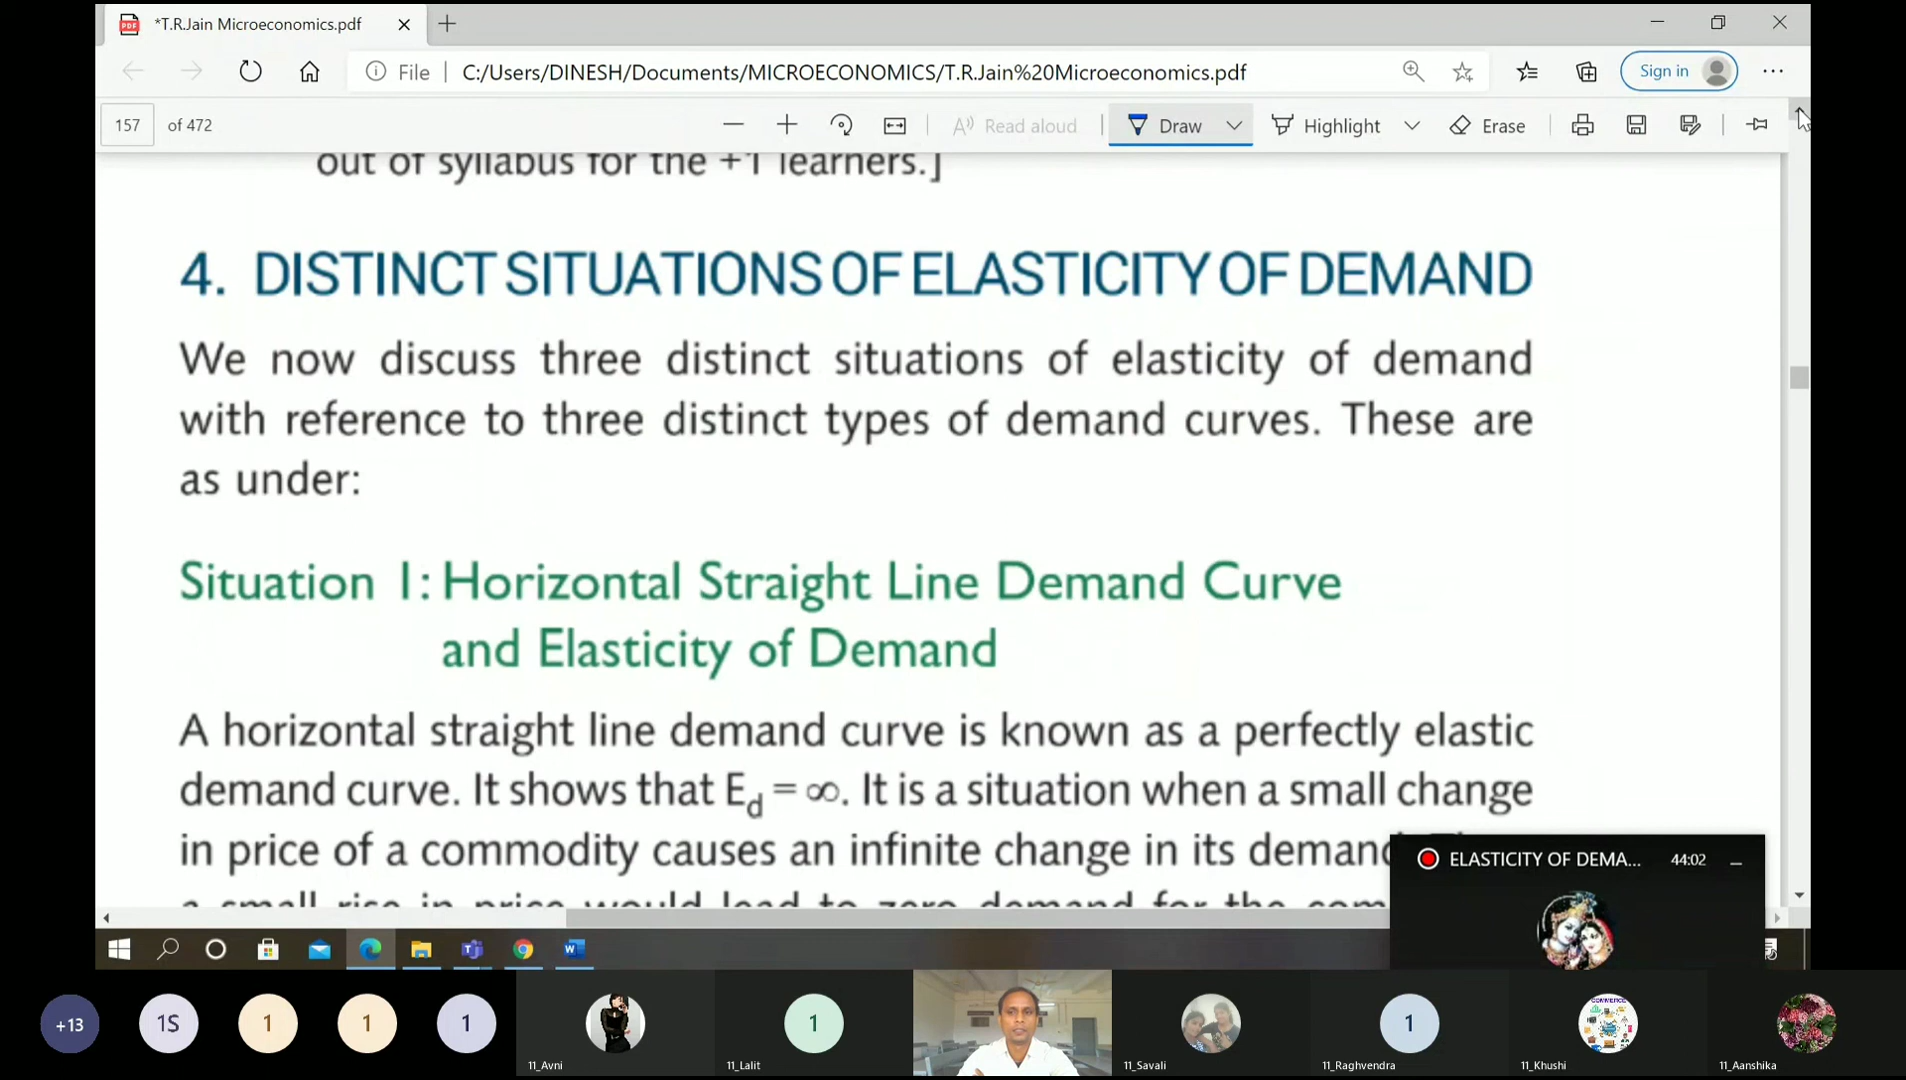 *T.R.Jain Microeconomics.pdf
File
C:/Users/DINESH/Documents/MICROECONOMICS/T.R.Jain%20Microeconomics.pdf
Sign in
157 of 472
Read aloud
Draw
Highlight
Erase
out of syllabus for the +1 learners.]
4. DISTINCT SITUATIONS OF ELASTICITY OF DEMAND
We now discuss three distinct situations of elasticity of demand
with reference to three distinct types of demand curves. These are
as under:
Situation 1: Horizontal Straight Line Demand Curve
and Elasticity of Demand
A horizontal straight line demand curve is known as a perfectly elastic
demand curve. It shows that Ed = ∞. It is a situation when a small change
in price of a commodity causes an infinite change in its
a small rise in price would lead to zero demand for the
ELASTICITY OF DEMA...
44:02
+13
1S
1
1
1
11_Avni
1
11_Lalit
11_Savali
1
11_Raghvendra
COMMERCE
11_Khushi
11_Aanshika